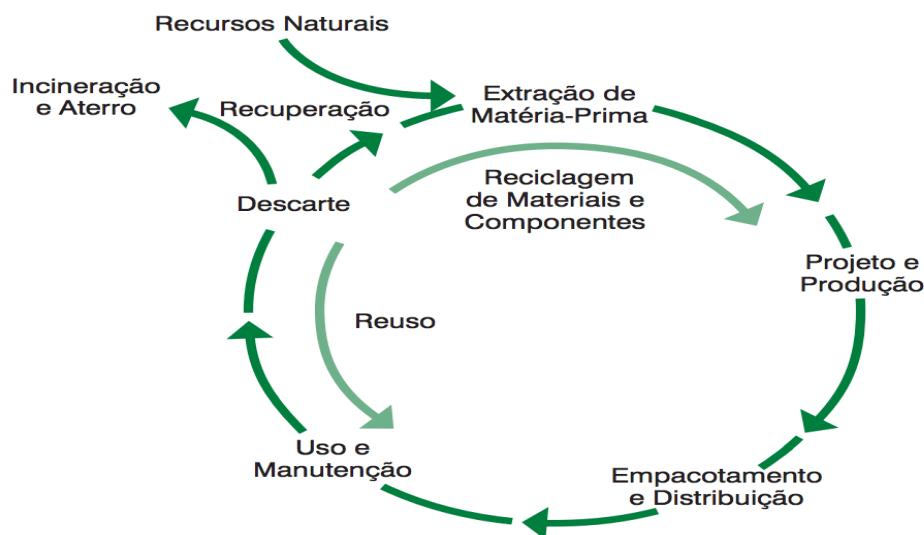 Recursos Naturais
Incineração
e Aterro
Recuperação
Extração de
Matéria-Prima
Reciclagem
de Materiais e
Componentes
Descarte
Projeto e
Produção
Reuso
Uso e
Manutenção
Empacotamento
e Distribuição